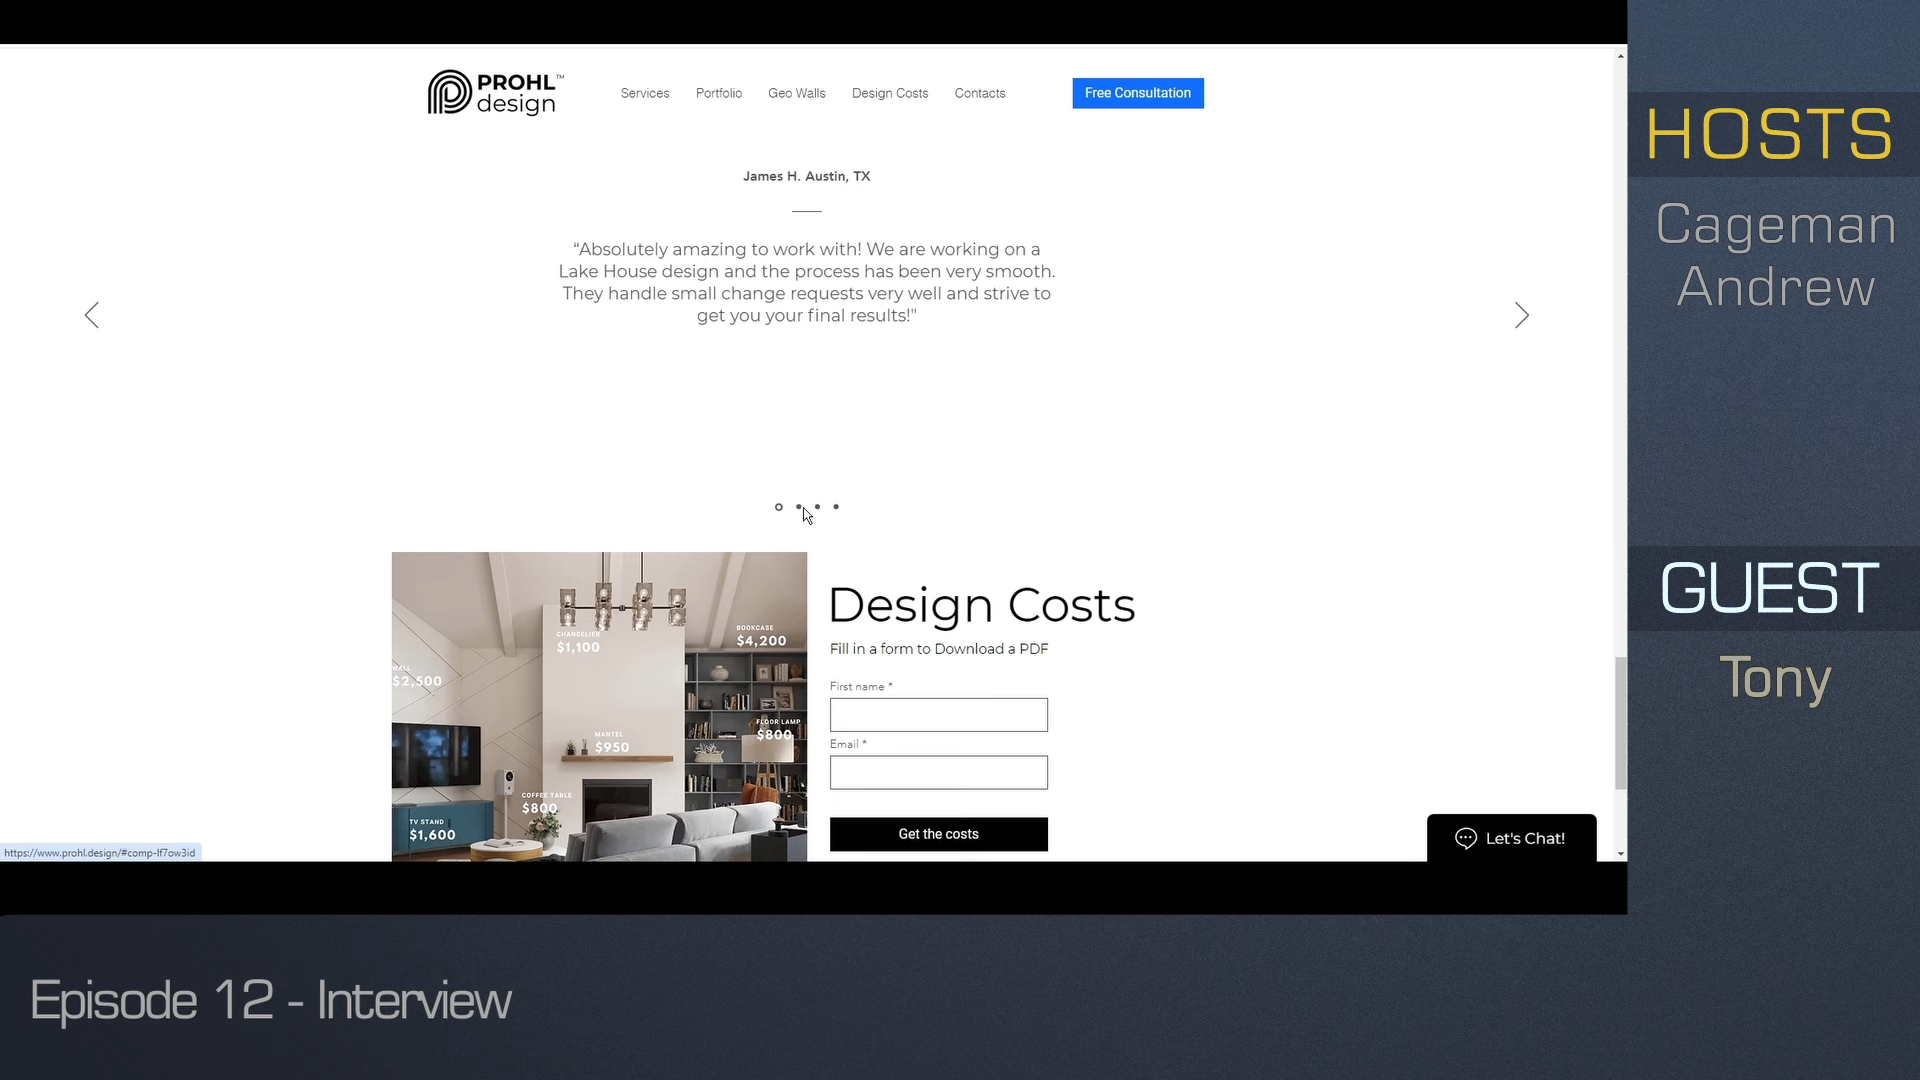 PROHL™
design
Services
Portfolio
Geo Walls
Design Costs
Contacts
Free Consultation
James H. Austin, TX
“Absolutely amazing to work with! We are working on a
Lake House design and the process has been very smooth.
They handle small change requests very well and strive to
get you your final results!"
CHANDELIER
$1,100
BOOKCASE
$4,200
WALL
$2,500
FLOOR LAMP
$800
MANTEL
$950
COFFEE TABLE
$800
TV STAND
$1,600
Design Costs
Fill in a form to Download a PDF
First name *
Email *
Get the costs
Let's Chat!
https://www.prohl.design/#comp-lf7ow3id
HOSTS
Cageman
Andrew
GUEST
Tony
Episode 12 - Interview